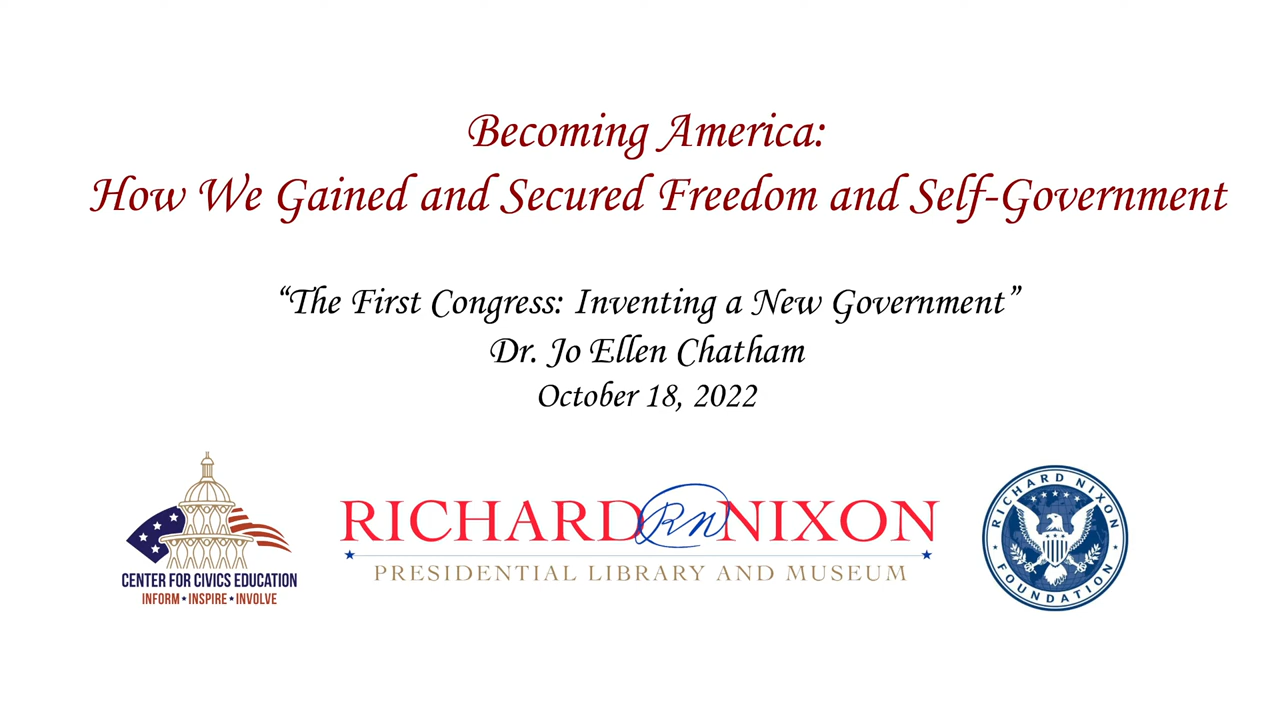 Becoming America:
How We Gained and Secured Freedom and Self-Government
“The First Congress: Inventing a New Government”
Dr. Jo Ellen Chatham
October 18, 2022
CENTER FOR CIVICS EDUCATION
INFORM ★ INSPIRE ★ INVOLVE
RICHARD RN NIXON
PRESIDENTIAL LIBRARY AND MUSEUM
RICHARD NIXON
FOUNDATION